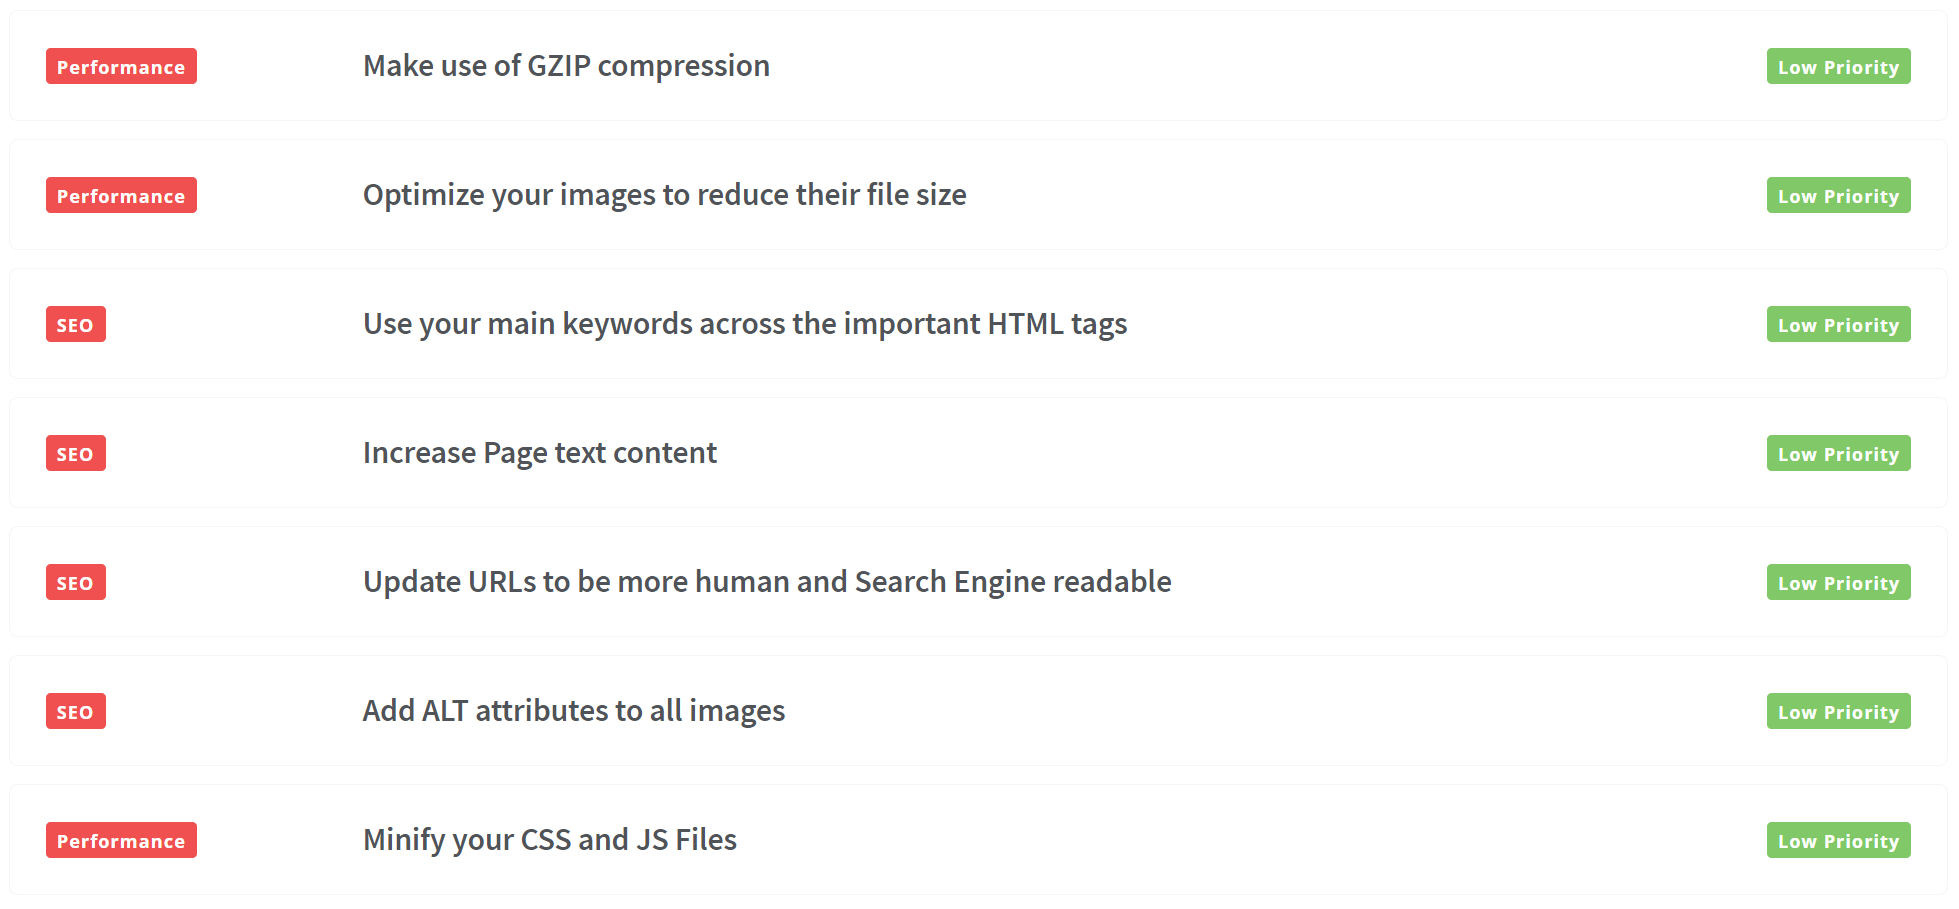 Performance Make use of GZIP compression Low Priority
Performance Optimize your images to reduce their file size Low Priority
SEO Use your main keywords across the important HTML tags Low Priority
SEO Increase Page text content Low Priority
SEO Update URLs to be more human and Search Engine readable Low Priority
SEO Add ALT attributes to all images Low Priority
Performance Minify your CSS and JS Files Low Priority